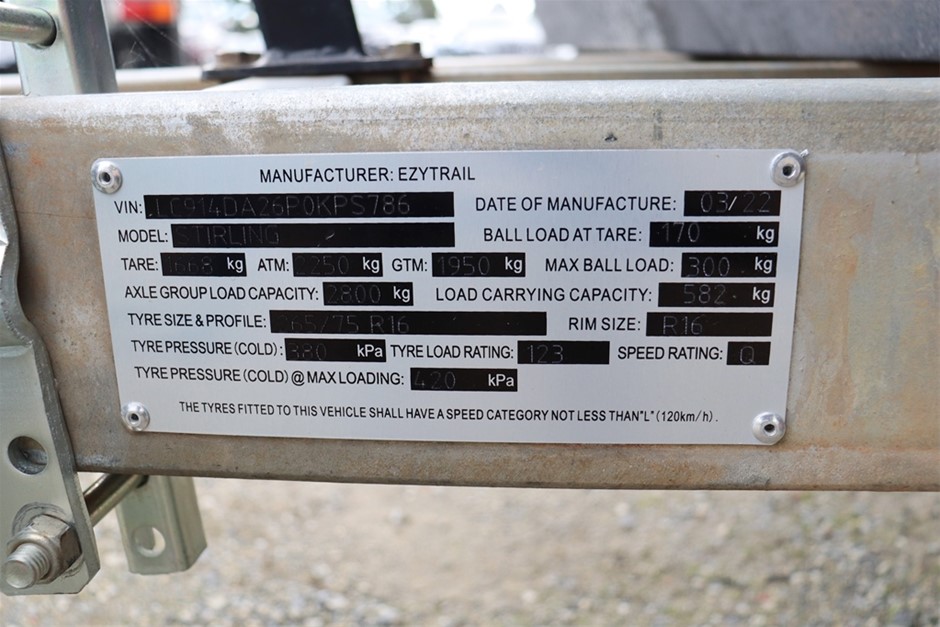 MANUFACTURER: EZYTRAIL
VIN: LC914DA26P0KPS786 DATE OF MANUFACTURE: 03/22
MODEL: STIRLING BALL LOAD AT TARE: 170 kg
TARE: 1668 kg ATM: 2250 kg GTM: 1950 kg MAX BALL LOAD: 300 kg
AXLE GROUP LOAD CAPACITY: 2800 kg LOAD CARRYING CAPACITY: 582 kg
TYRE SIZE & PROFILE: 265/75 R16 RIM SIZE: R16
TYRE PRESSURE (COLD): kPa TYRE LOAD RATING: 123 SPEED RATING: Q
TYRE PRESSURE (COLD) @ MAX LOADING: 420 kPa
THE TYRES FITTED TO THIS VEHICLE SHALL HAVE A SPEED CATEGORY NOT LESS THAN "L" (120km/h).